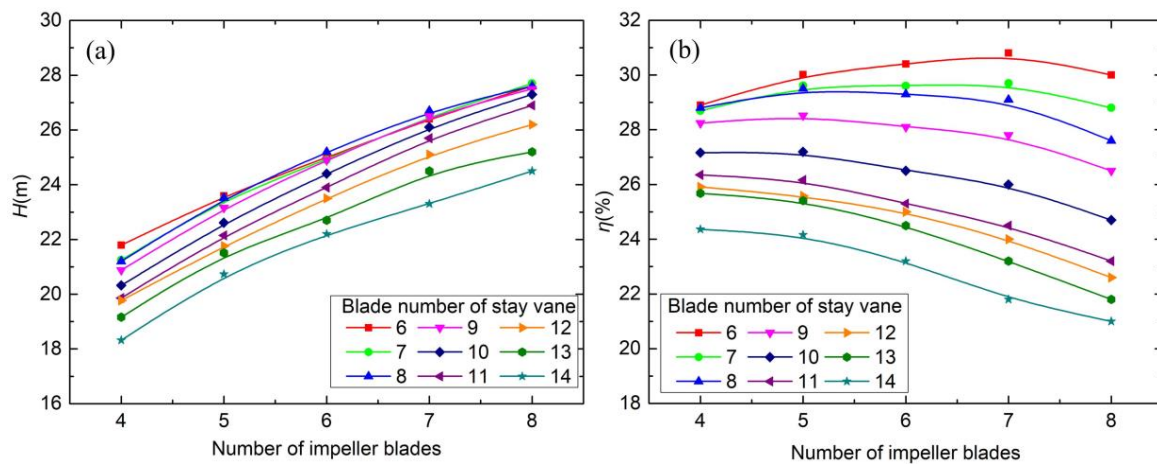 (a)
H(m)
30
28
26
24
22
20
18
16
4 5 6 7 8
Number of impeller blades
Blade number of stay vane
6 9 12
7 10 13
8 11 14
(b)
η(%)
32
30
28
26
24
22
20
18
4 5 6 7 8
Number of impeller blades
Blade number of stay vane
6 9 12
7 10 13
8 11 14